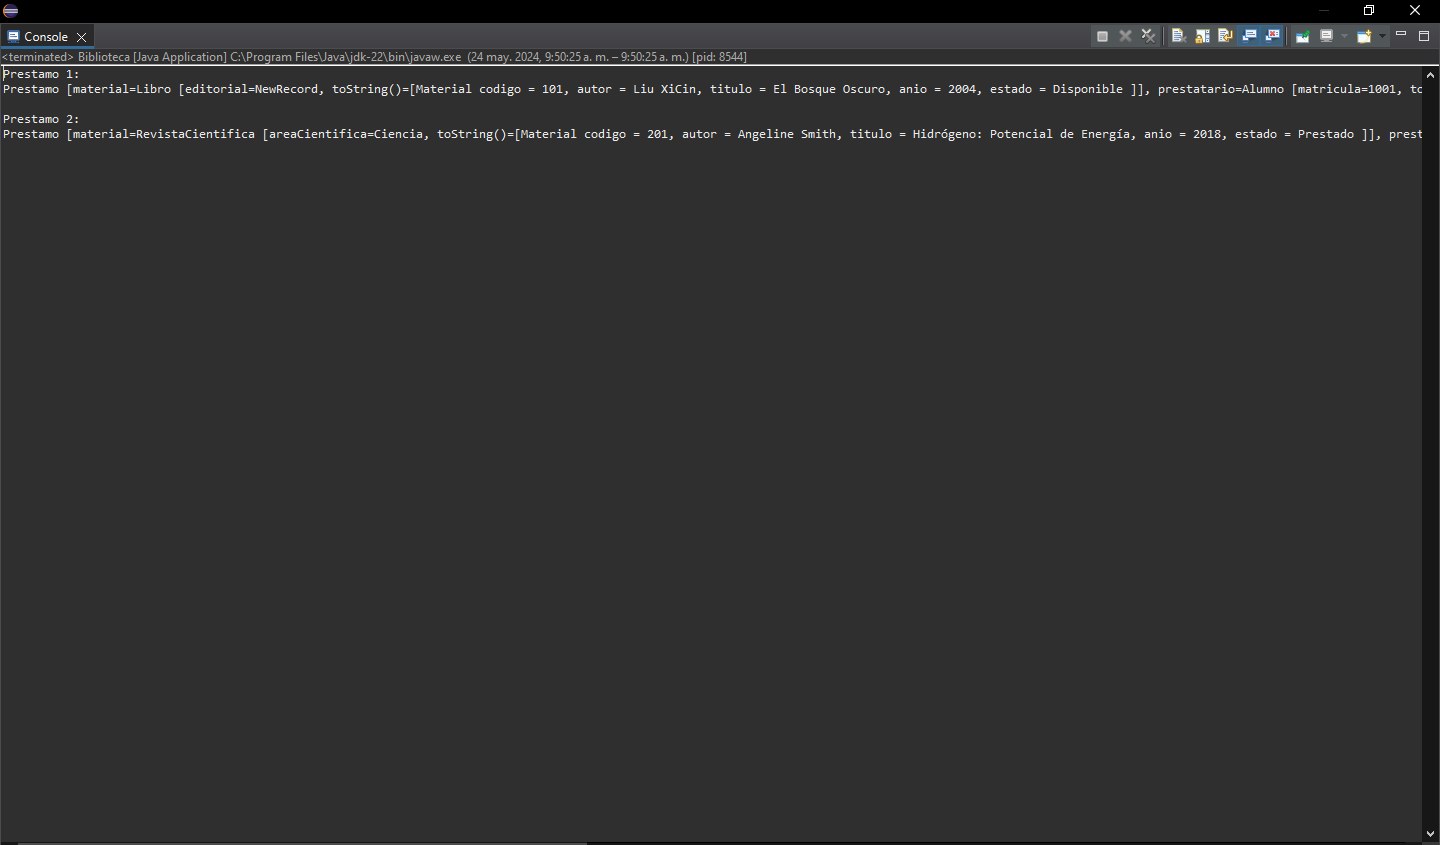 Console
<terminated> Biblioteca [Java Application] C:\Program Files\Java\jdk-22\bin\javaw.exe (24 may. 2024, 9:50:25 a. m. – 9:50:25 a. m.) [pid: 8544]
Prestamo 1:
Prestamo [material=Libro [editorial=NewRecord, toString()=[Material codigo = 101, autor = Liu XiCin, titulo = El Bosque Oscuro, anio = 2004, estado = Disponible ]], prestatario=Alumno [matricula=1001, to
Prestamo 2:
Prestamo [material=RevistaCientifica [areaCientifica=Ciencia, toString()=[Material codigo = 201, autor = Angeline Smith, titulo = Hidrógeno: Potencial de Energía, anio = 2018, estado = Prestado ]], prest